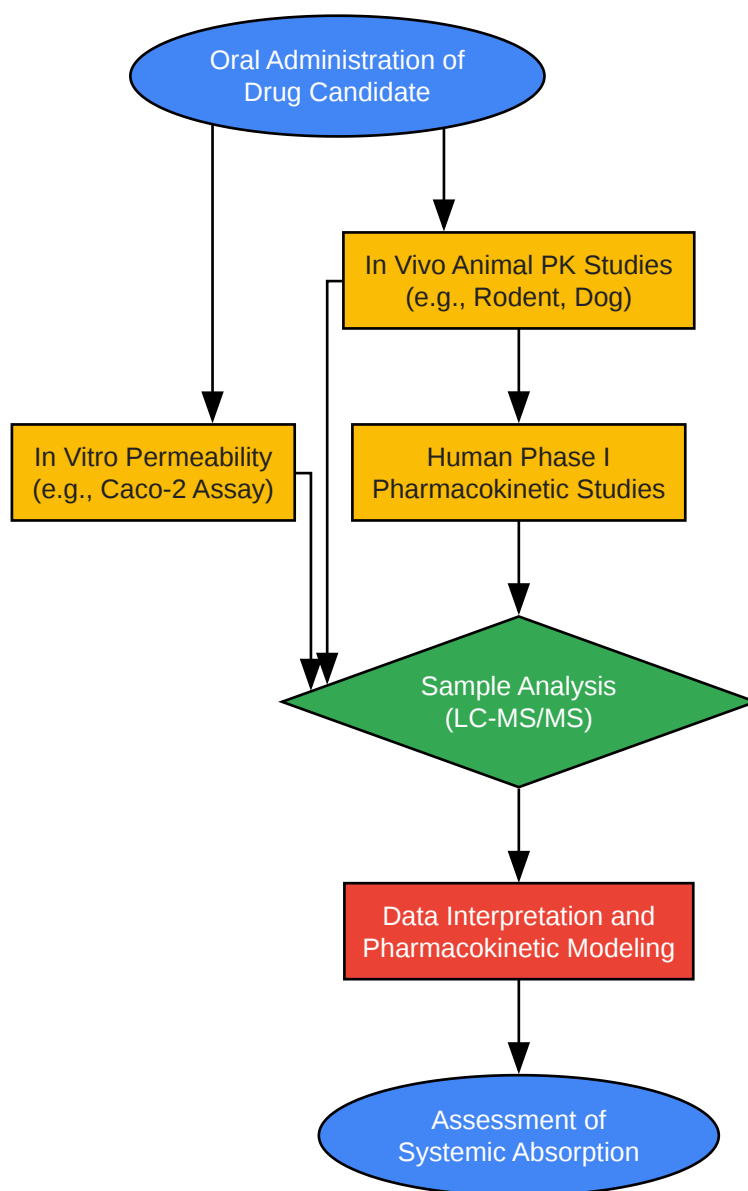 Oral Administration of
Drug Candidate
In Vivo Animal PK Studies
(e.g., Rodent, Dog)
In Vitro Permeability
(e.g., Caco-2 Assay)
Human Phase I
Pharmacokinetic Studies
Sample Analysis
(LC-MS/MS)
Data Interpretation and
Pharmacokinetic Modeling
Assessment of
Systemic Absorption